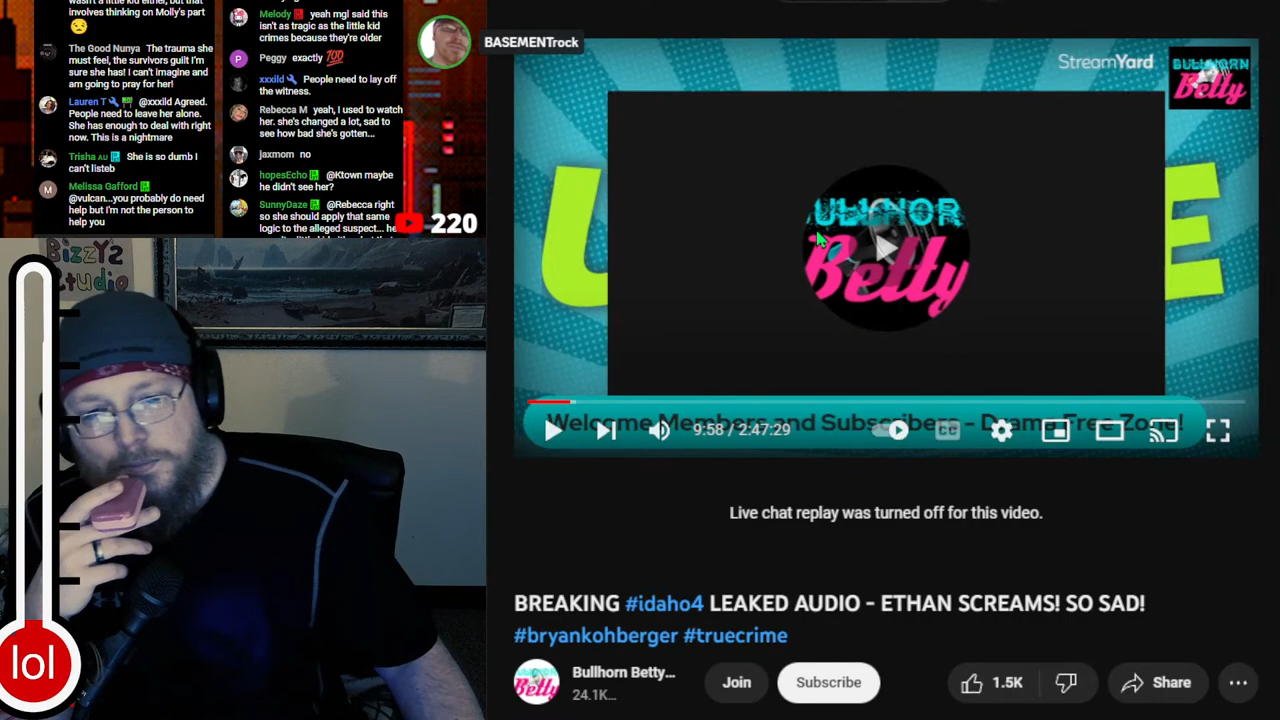 wasn't a little kid either, but that
involves thinking on Molly's part
The Good Nunya The trauma she
must feel, the survivors guilt I'm
sure she has! I can't imagine and
am going to pray for her!
Lauren T @xxxild Agreed.
People need to leave her alone.
She has enough to deal with right
now. This is a nightmare
Trisha AU She is so dumb I
can't listeb
Melissa Gafford
@vulcan...you probably do need
help but I'm not the person to
help you
Melody yeah mgl said this
isn't as tragic as the little kid
crimes because they're older
Peggy exactly 💯
xxxild People need to lay off
the witness.
Rebecca M yeah, I used to watch
her. she's changed a lot, sad to
see how bad she's gotten...
jaxmom no
hopesEcho @Ktown maybe
he didn't see her?
SunnyDaze @Rebecca right
so she should apply that same
logic to the alleged suspect... he
220
BASEMENTrock
StreamYard
BULLHORN
Betty
BULLHOR
Betty
U
E
Welcome Members and Subscribers - Drama Free Zone!
9:58 / 2:47:29
CC
Live chat replay was turned off for this video.
BREAKING #idaho4 LEAKED AUDIO - ETHAN SCREAMS! SO SAD!
#bryankohberger #truecrime
Bullhorn Betty...
24.1K...
Join
Subscribe
1.5K
Share
BizzY'z
Studio
lol